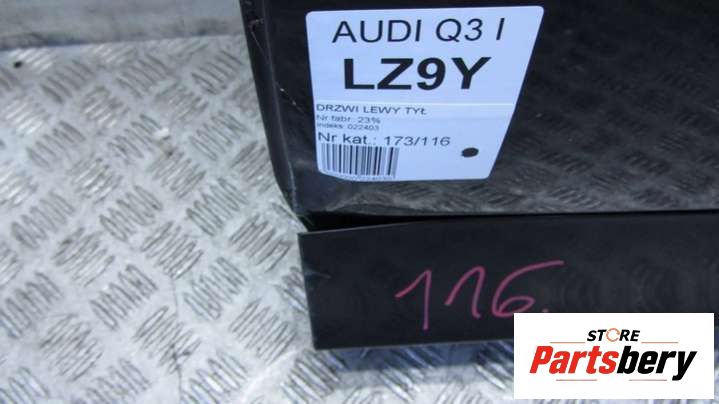 AUDI Q3 I
LZ9Y
DRZWI LEWY TYŁ
Nr fabr.: 23%
Indeks: 022403
Nr kat.: 173/116
116.
STORE
Partsbery